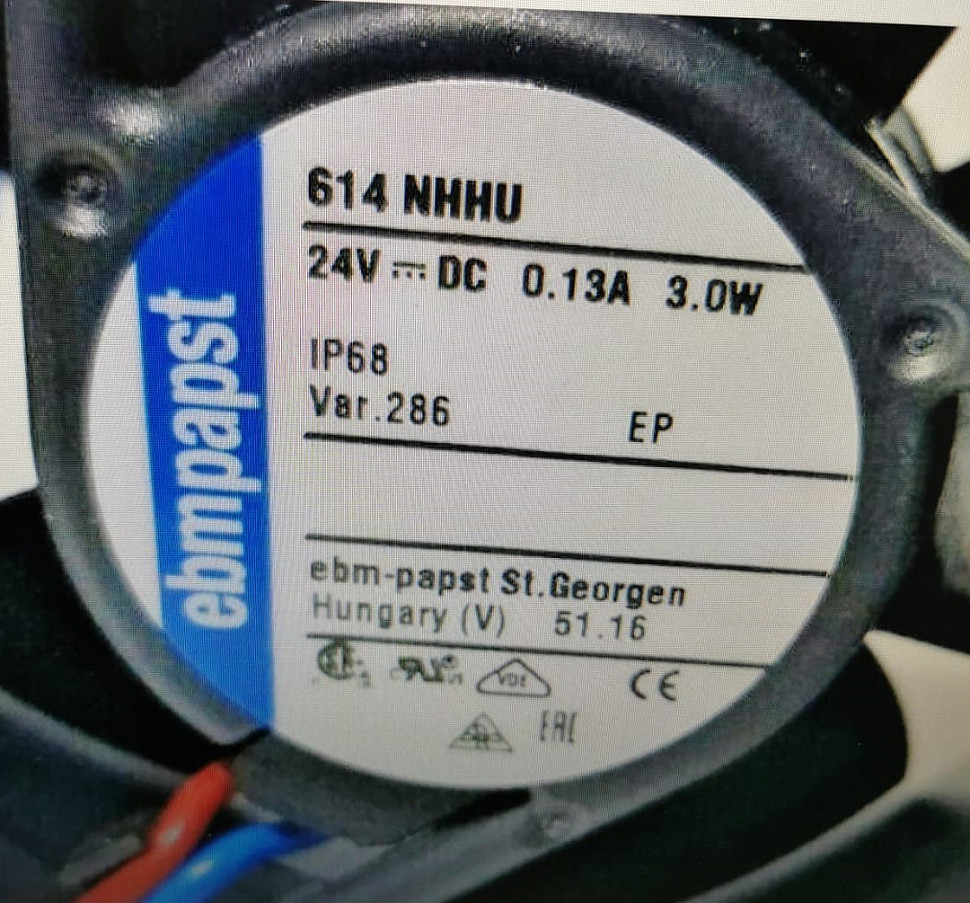 614 NHHU
24V ⎓ DC 0.13A 3.0W
IP68
Var.286 EP
ebm-papst St.Georgen
Hungary (V) 51.16
VDE CE
EAC
ebmpapst